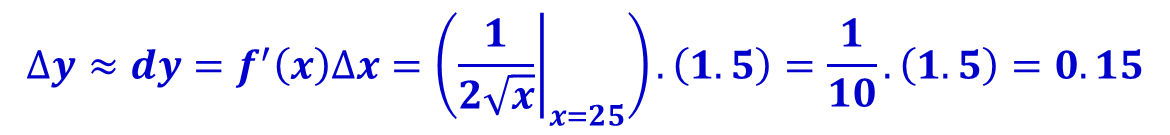 Δy ≈ dy = f′(x)Δx = (1/(2√x)|ₓ₌₂₅) . (1.5) = 1/10 . (1.5) = 0.15